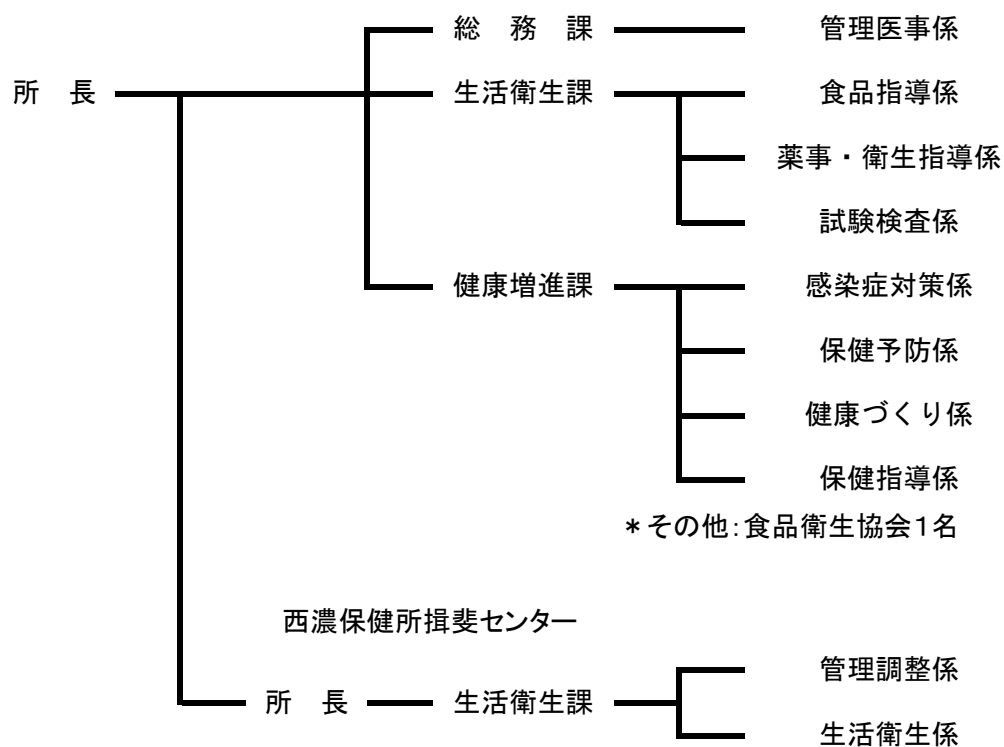 総　務　課　管理医事係
所　長　生活衛生課　食品指導係
薬事・衛生指導係
試験検査係
健康増進課　感染症対策係
保健予防係
健康づくり係
保健指導係
＊その他：食品衛生協会１名
西濃保健所揖斐センター
管理調整係
所　長　生活衛生課
生活衛生係